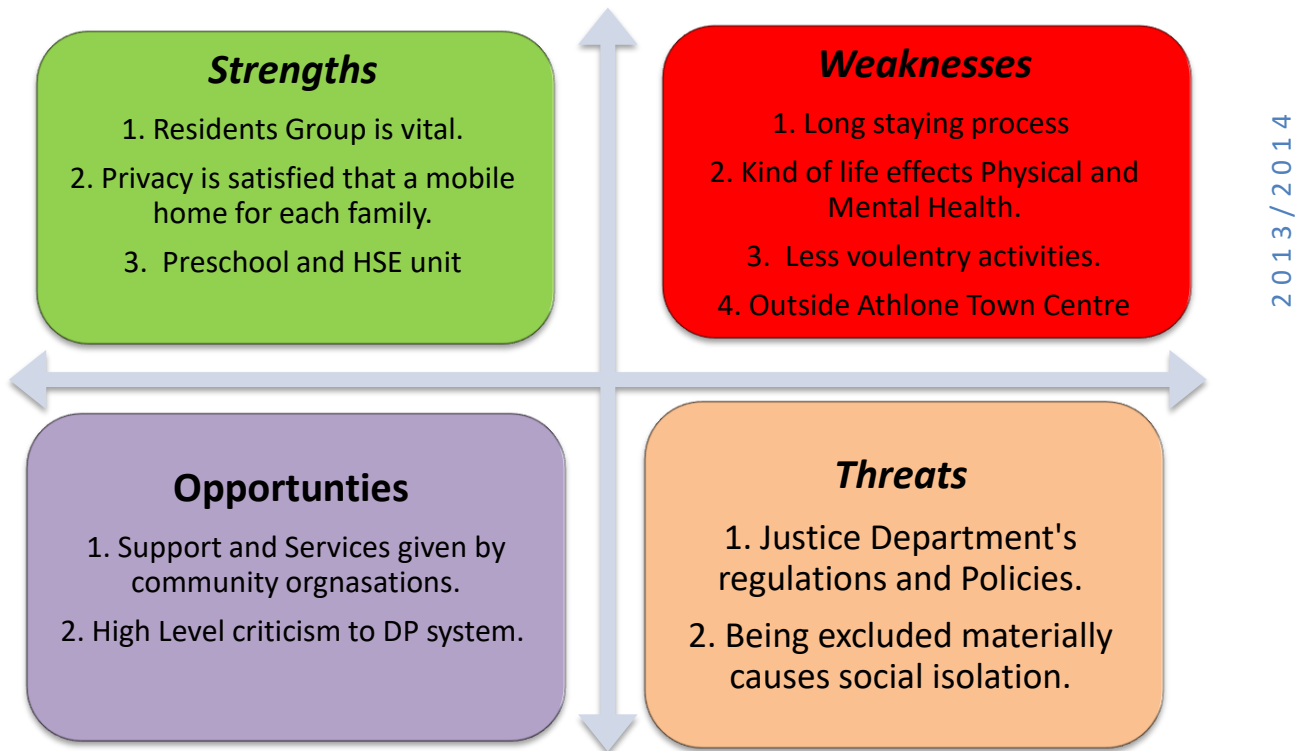 Strengths
1. Residents Group is vital.
2. Privacy is satisfied that a mobile
home for each family.
3. Preschool and HSE unit
Weaknesses
1. Long staying process
2. Kind of life effects Physical and
Mental Health.
3. Less voulentry activities.
4. Outside Athlone Town Centre
2013/2014
Opportunties
1. Support and Services given by
community orgnasations.
2. High Level criticism to DP system.
Threats
1. Justice Department's
regulations and Policies.
2. Being excluded materially
causes social isolation.